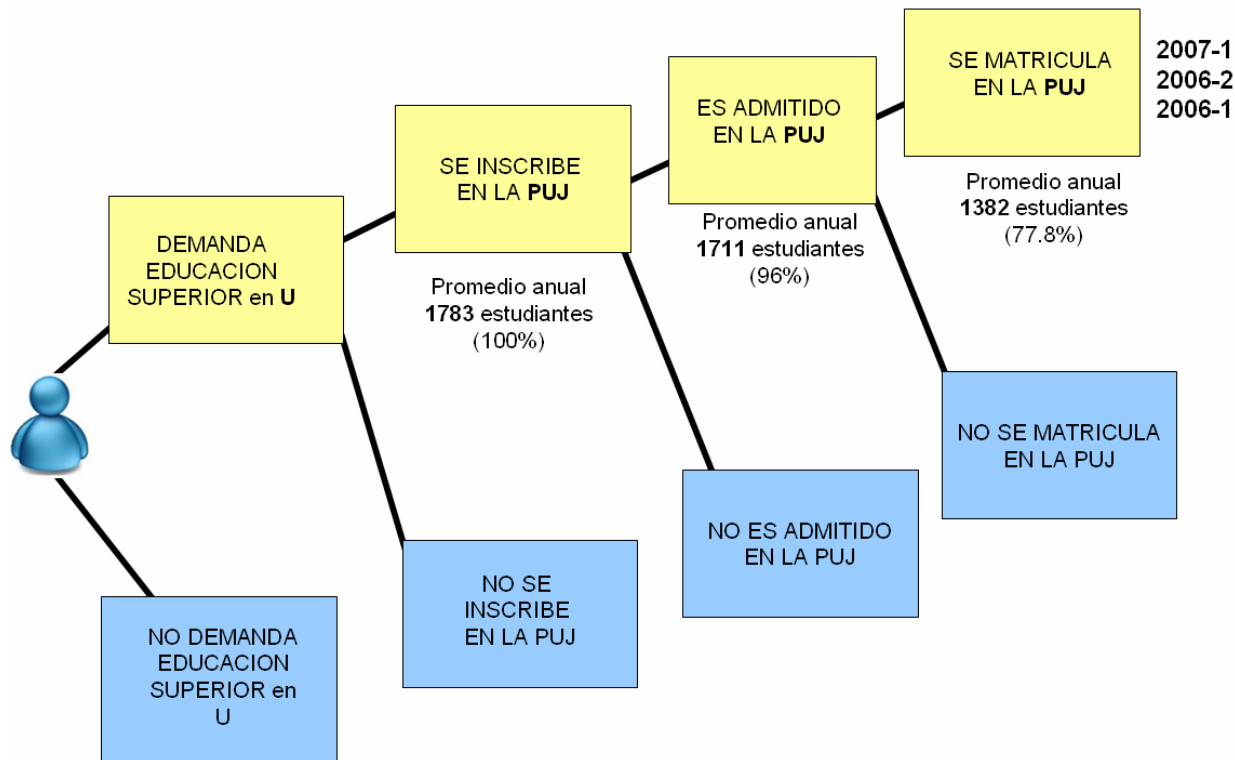 SE MATRICULA
EN LA PUJ
2007-1
2006-2
2006-1
ES ADMITIDO
EN LA PUJ
SE INSCRIBE
EN LA PUJ
Promedio anual
1382 estudiantes
(77.8%)
Promedio anual
1711 estudiantes
(96%)
DEMANDA
EDUCACION
SUPERIOR en U
Promedio anual
1783 estudiantes
(100%)
NO SE MATRICULA
EN LA PUJ
NO ES ADMITIDO
EN LA PUJ
NO SE
INSCRIBE
EN LA PUJ
NO DEMANDA
EDUCACION
SUPERIOR en
U